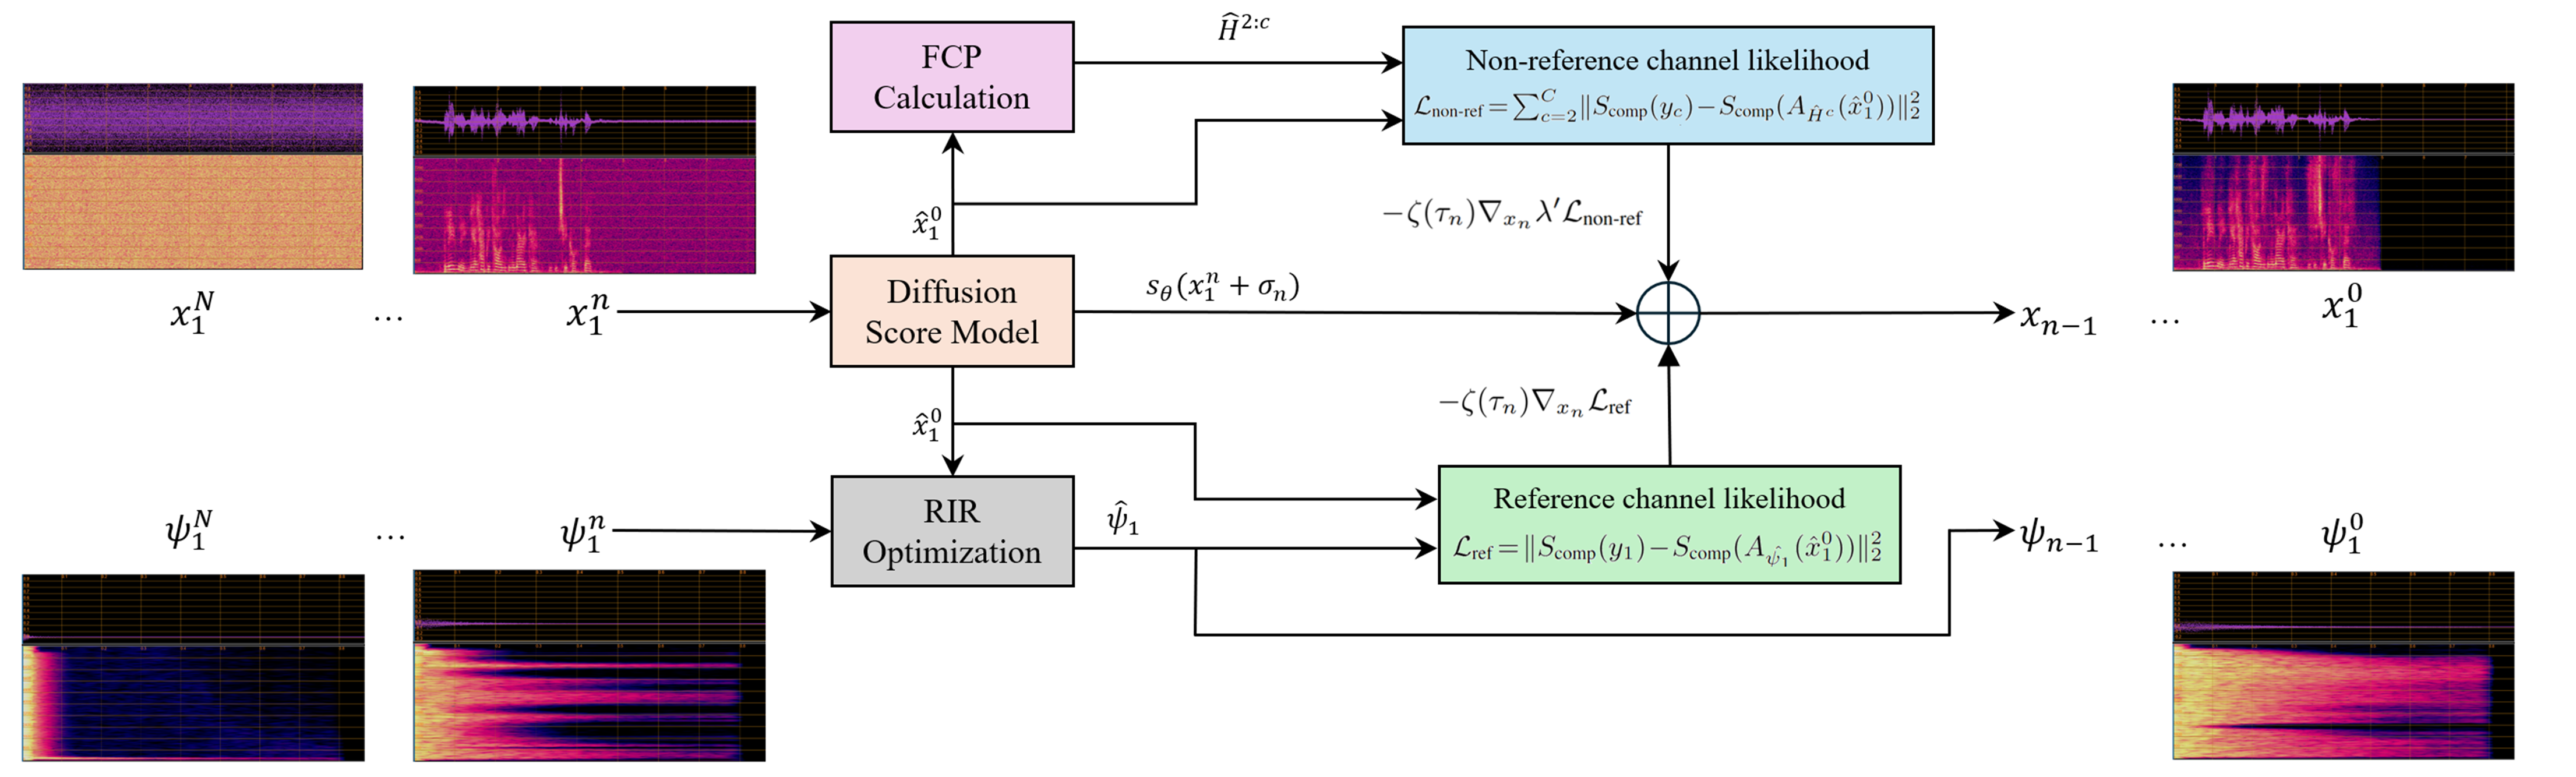 FCP
Calculation
$\hat{H}^{2:c}$
Non-reference channel likelihood
$\mathcal{L}_{\text{non-ref}} = \sum_{c=2}^{C} \| S_{\text{comp}}(y_c) - S_{\text{comp}}(A_{\hat{H}^c}(\hat{x}_1^0)) \|_2^2$
$\hat{x}_1^0$
$-\zeta(\tau_n) \nabla_{x_n} \lambda' \mathcal{L}_{\text{non-ref}}$
$x_1^N$
...
$x_1^n$
Diffusion
Score Model
$s_\theta(x_1^n + \sigma_n)$
$x_{n-1}$
...
$x_1^0$
$\hat{x}_1^0$
$-\zeta(\tau_n) \nabla_{x_n} \mathcal{L}_{\text{ref}}$
$\psi_1^N$
...
$\psi_1^n$
RIR
Optimization
$\hat{\psi}_1$
Reference channel likelihood
$\mathcal{L}_{\text{ref}} = \| S_{\text{comp}}(y_1) - S_{\text{comp}}(A_{\hat{\psi}_1}(\hat{x}_1^0)) \|_2^2$
$\psi_{n-1}$
...
$\psi_1^0$